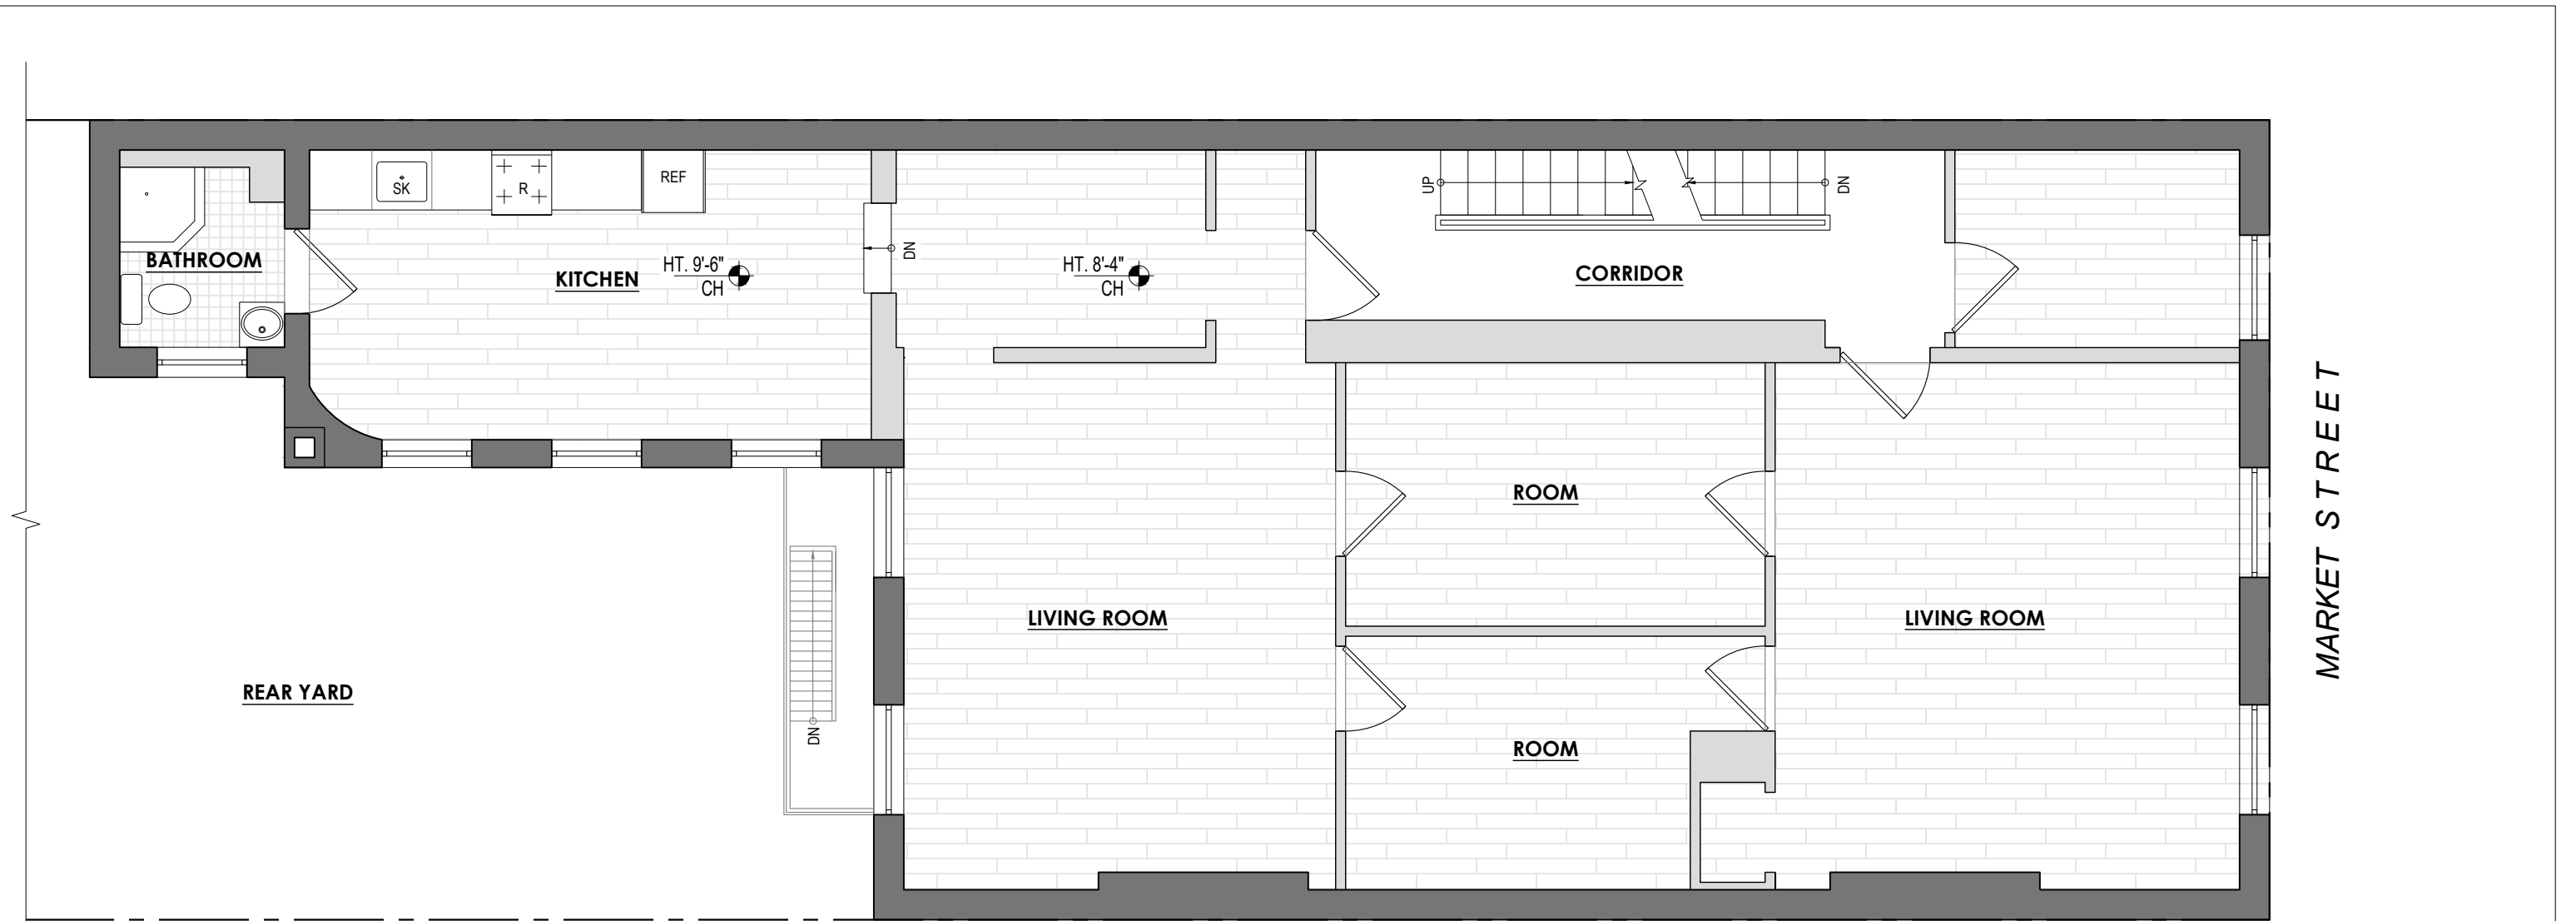 SK
R
REF
UP
DN
BATHROOM
KITCHEN
HT. 9'-6"
CH
DN
HT. 8'-4"
CH
CORRIDOR
ROOM
LIVING ROOM
LIVING ROOM
REAR YARD
DN
ROOM
MARKET STREET